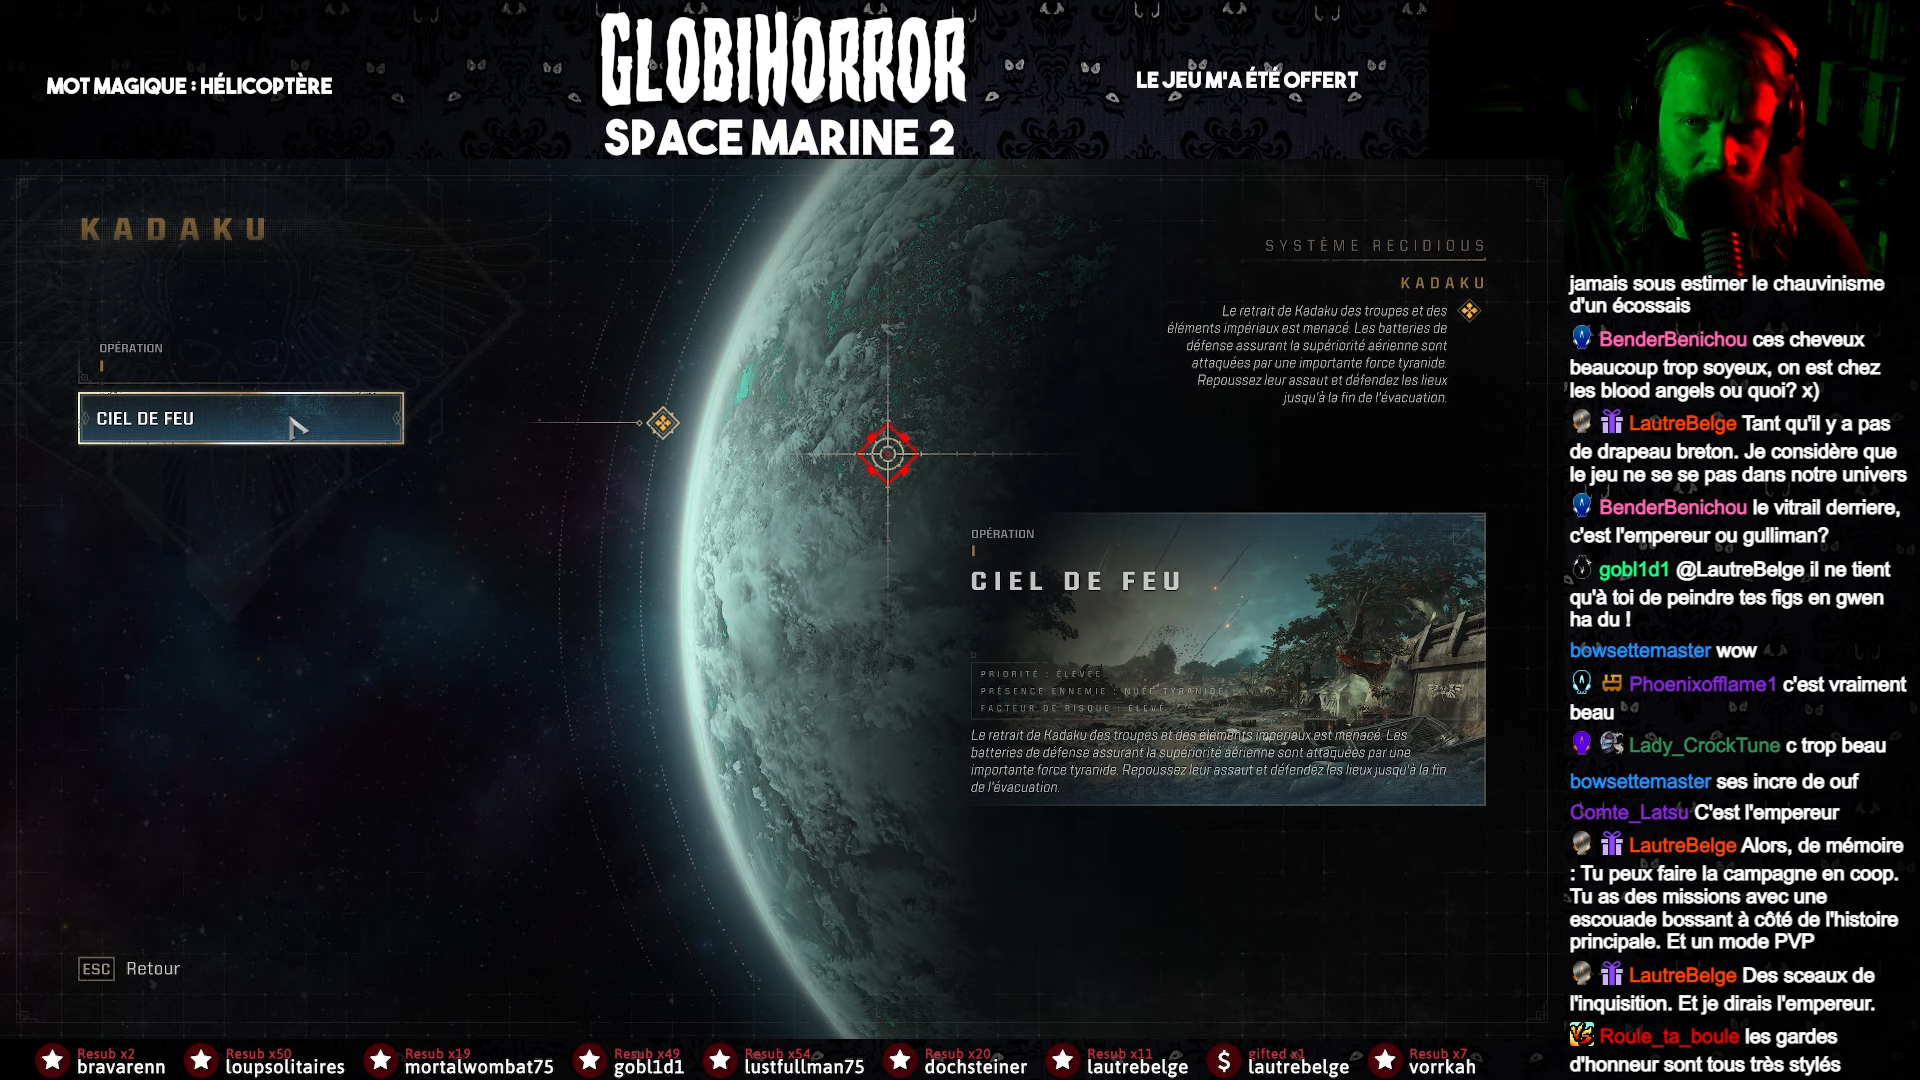 MOT MAGIQUE : HÉLICOPTÈRE
GLOBIHORROR
SPACE MARINE 2
LE JEU M'A ÉTÉ OFFERT
KADAKU
OPÉRATION
I
CIEL DE FEU
ESC Retour
SYSTÈME RECIDIOUS
KADAKU
Le retrait de Kadaku des troupes et des
éléments impériaux est menacé. Les batteries de
défense assurant la supériorité aérienne sont
attaquées par une importante force tyranide.
Repoussez leur assaut et défendez les lieux
jusqu'à la fin de l'évacuation.
OPÉRATION
I
CIEL DE FEU
PRIORITÉ : ÉLEVÉE
PRÉSENCE ENNEMIE : NUÉE TYRANIDE
FACTEUR DE RISQUE : ÉLEVÉ
Le retrait de Kadaku des troupes et des éléments impériaux est menacé. Les
batteries de défense assurant la supériorité aérienne sont attaquées par une
importante force tyranide. Repoussez leur assaut et défendez les lieux jusqu'à la fin
de l'évacuation.
jamais sous estimer le chauvinisme
d'un écossais
BenderBenichou ces cheveux
beaucoup trop soyeux, on est chez
les blood angels ou quoi? x)
LautreBelge Tant qu'il y a pas
de drapeau breton. Je considère que
le jeu ne se se pas dans notre univers
BenderBenichou le vitrail derriere,
c'est l'empereur ou gulliman?
gobl1d1 @LautreBelge il ne tient
qu'à toi de peindre tes figs en gwen
ha du !
bowsettemaster wow
Phoenixofflame1 c'est vraiment
beau
Lady_CrockTune c trop beau
bowsettemaster ses incre de ouf
Comte_Latsu C'est l'empereur
LautreBelge Alors, de mémoire
: Tu peux faire la campagne en coop.
Tu as des missions avec une
escouade bossant à côté de l'histoire
principale. Et un mode PVP
LautreBelge Des sceaux de
l'inquisition. Et je dirais l'empereur.
Roule_ta_boule les gardes
d'honneur sont tous très stylés
Resub x2
bravarenn
Resub x50
loupsolitaires
Resub x19
mortalwombat75
Resub x49
gobl1d1
Resub x54
lustfullman75
Resub x20
dochsteiner
Resub x11
lautrebelge
gifted x1
lautrebelge
Resub x7
vorrkah